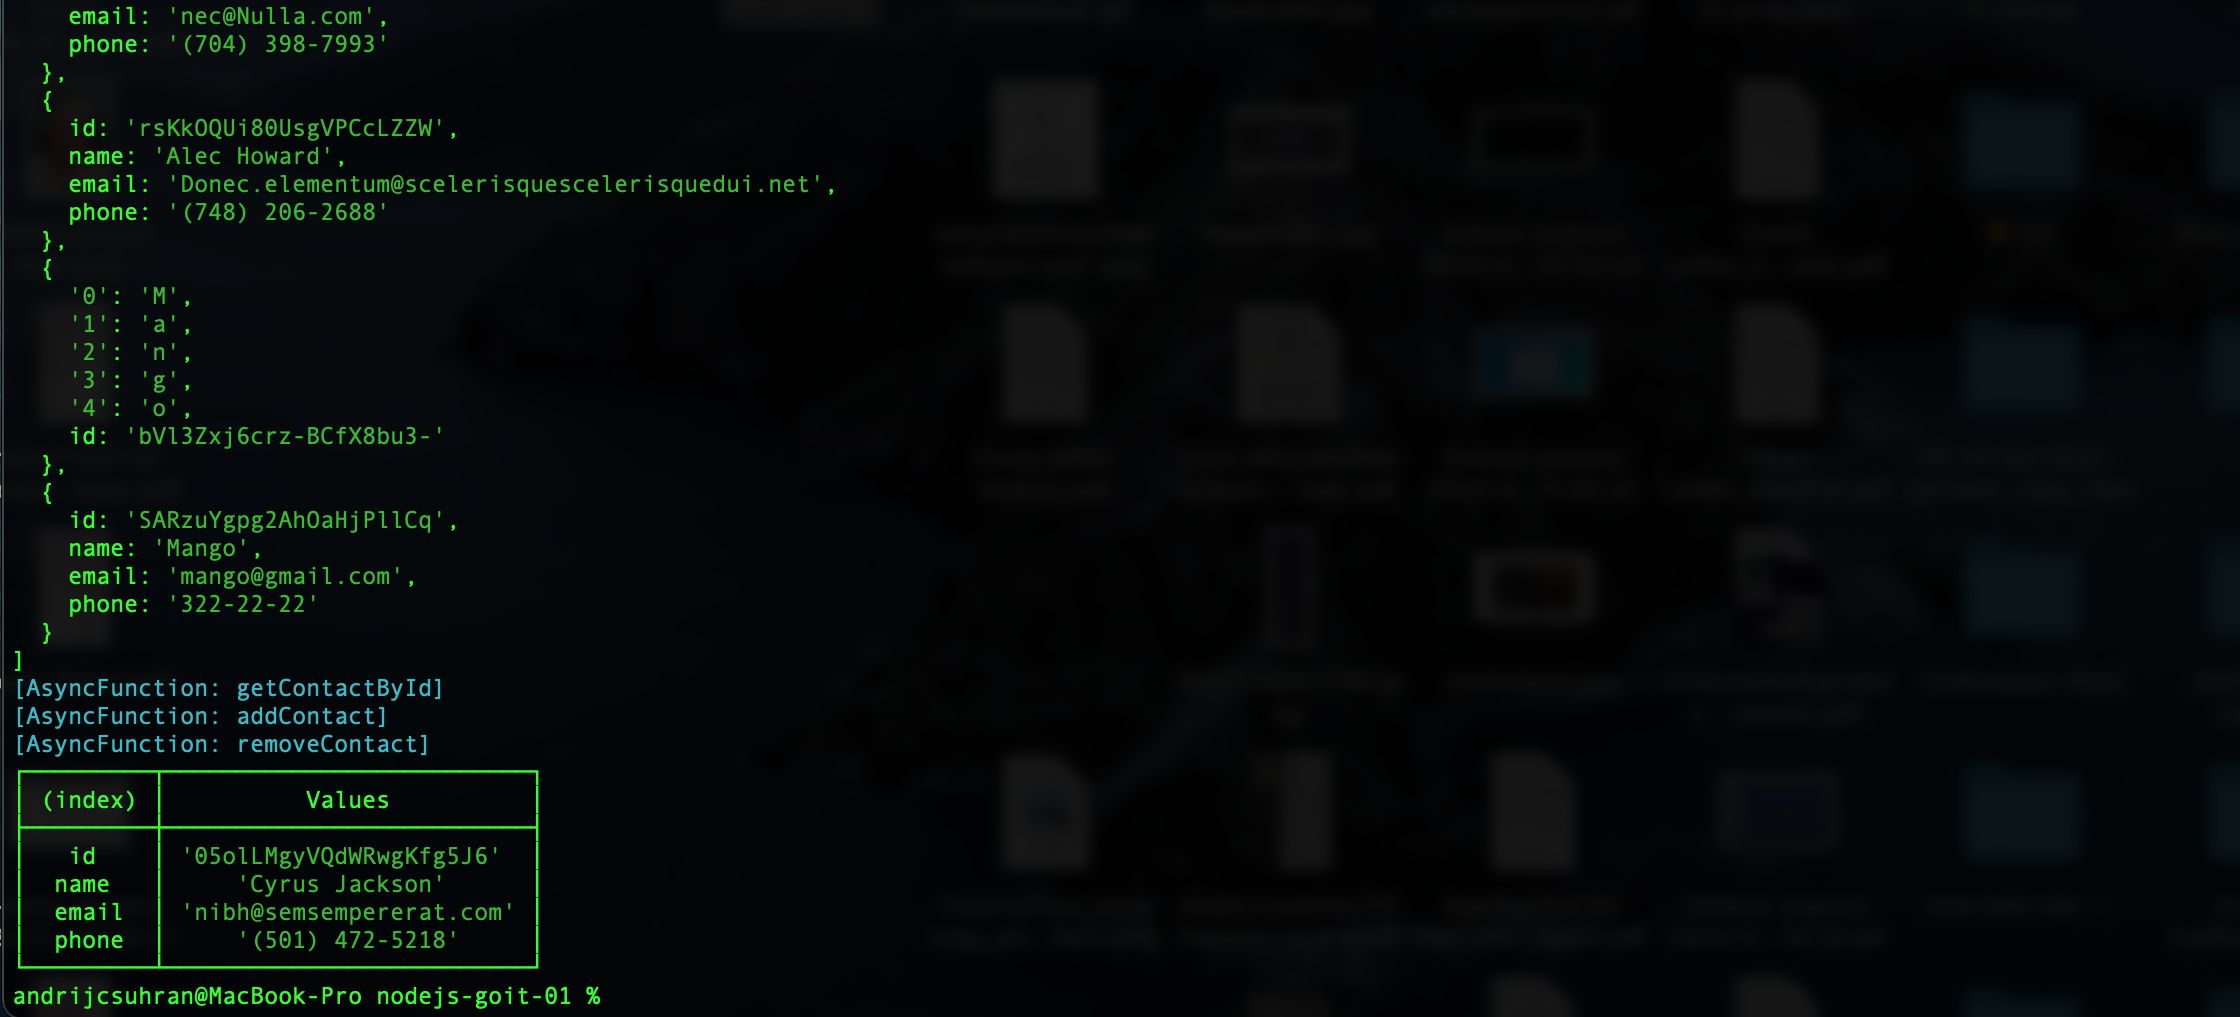 email: 'nec@Nulla.com',
phone: '(704) 398-7993'
},
{
id: 'rsKkOQUi80UsgVPCcLZZW',
name: 'Alec Howard',
email: 'Donec.elementum@scelerisquescelerisquedui.net',
phone: '(748) 206-2688'
},
{
'0': 'M',
'1': 'a',
'2': 'n',
'3': 'g',
'4': 'o',
id: 'bVl3Zxj6crz-BCfX8bu3-'
},
{
id: 'SARzuYgpg2AhOaHjPllCq',
name: 'Mango',
email: 'mango@gmail.com',
phone: '322-22-22'
}
]
[AsyncFunction: getContactById]
[AsyncFunction: addContact]
[AsyncFunction: removeContact]
(index) Values
id '05olLMgyVQdWRwgKfg5J6'
name 'Cyrus Jackson'
email 'nibh@semsempererat.com'
phone '(501) 472-5218'
andrijcsuhran@MacBook-Pro nodejs-goit-01 %